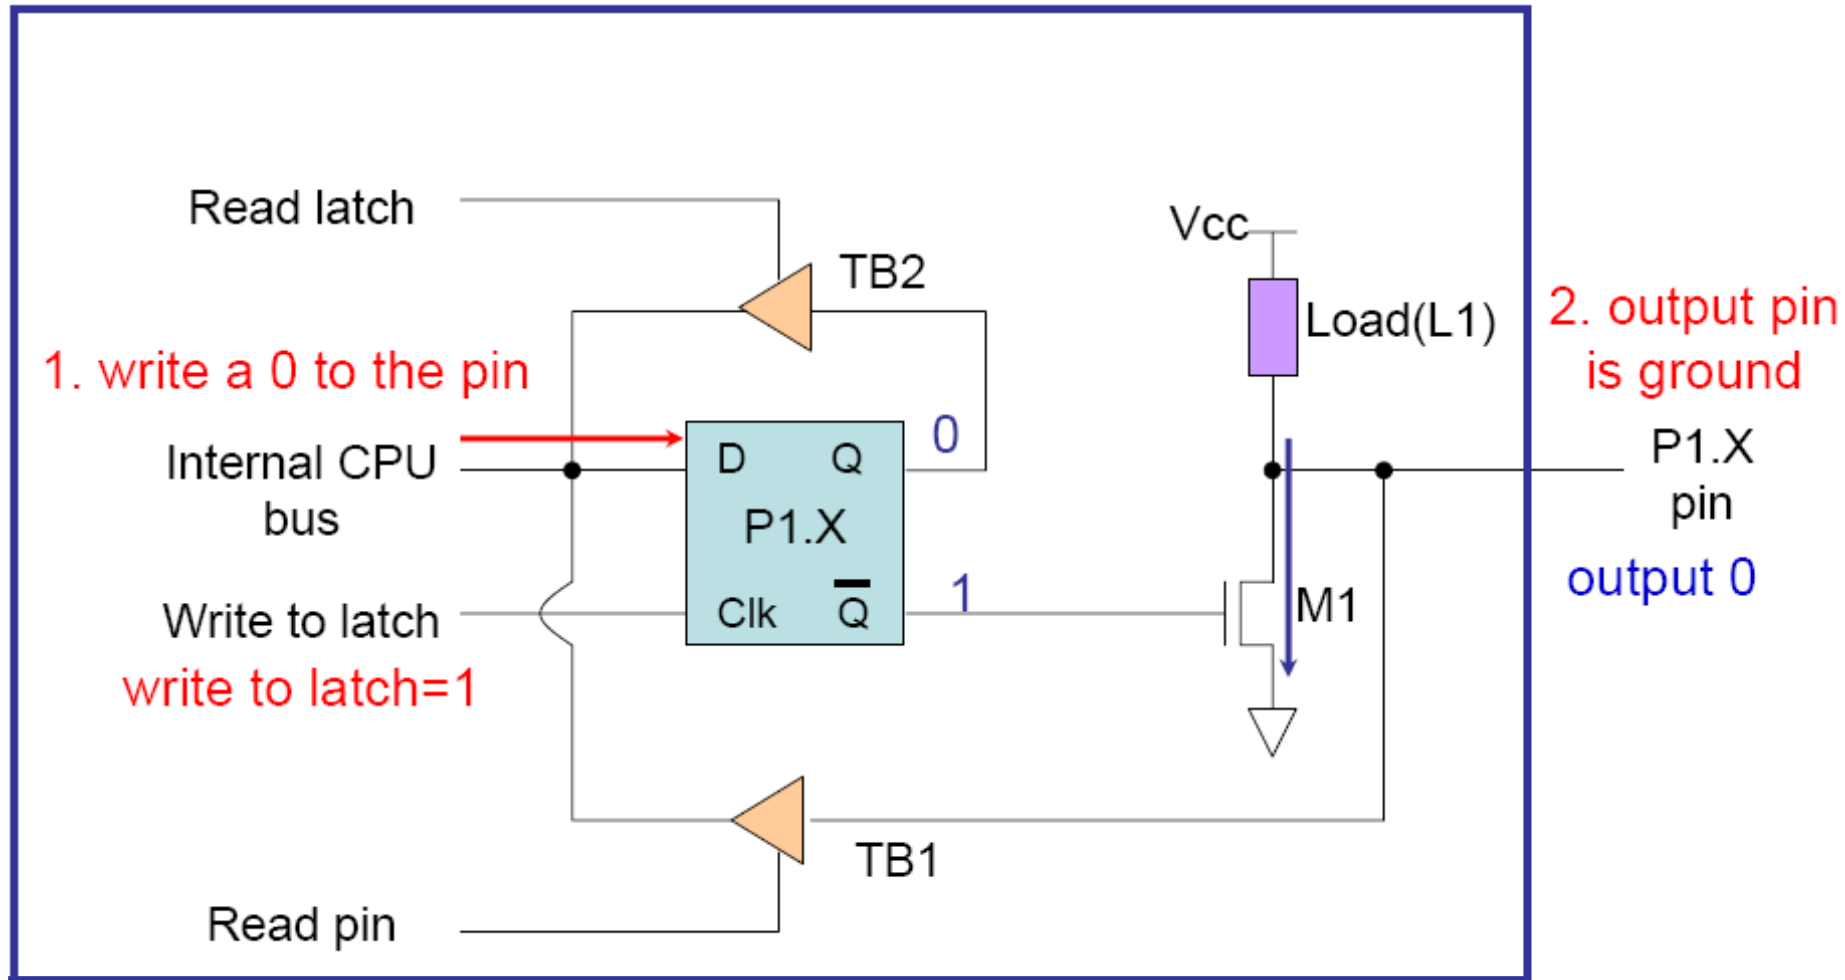 Read latch
TB2
Vcc
Load(L1)
2. output pin
is ground
1. write a 0 to the pin
Internal CPU
bus
D
Q
P1.X
Clk
Q
0
1
M1
P1.X
pin
output 0
Write to latch
write to latch=1
TB1
Read pin